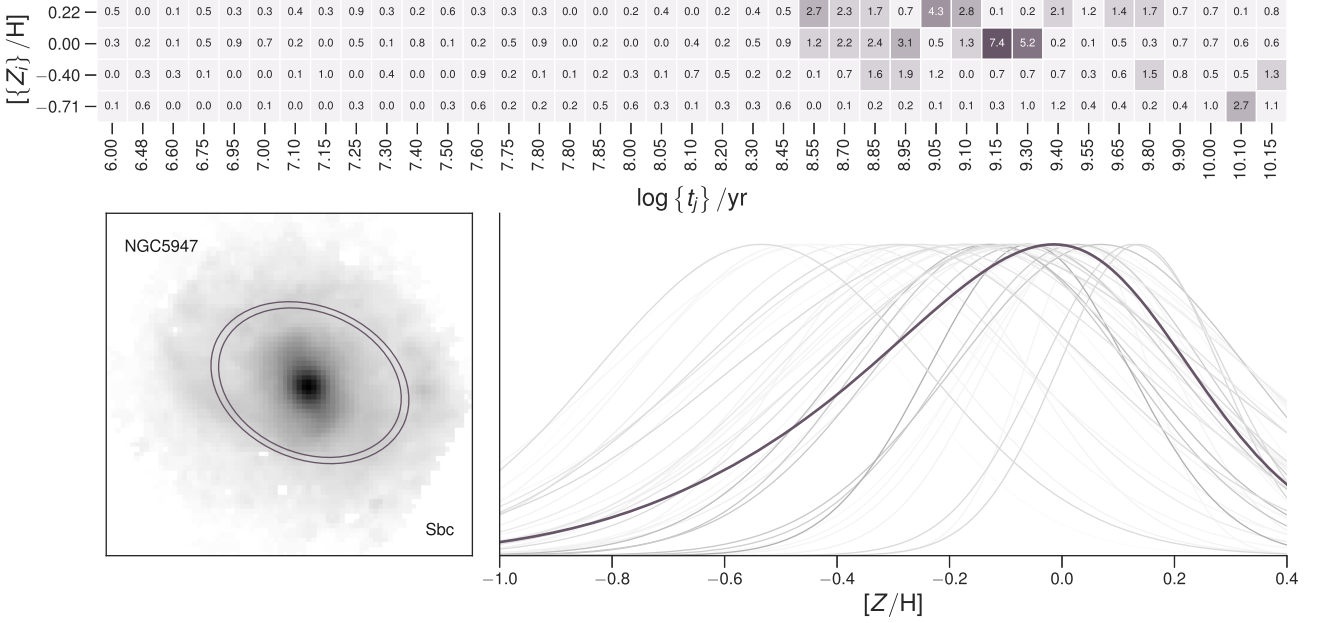 [{Zi}/H]
0.22 0.5 0.0 0.1 0.5 0.3 0.3 0.4 0.3 0.9 0.3 0.2 0.6 0.3 0.3 0.3 0.0 0.0 0.2 0.4 0.0 0.2 0.4 0.5 2.7 2.3 1.7 0.7 4.3 2.8 0.1 0.2 2.1 1.2 1.4 1.7 0.7 0.7 0.1 0.8
0.00 0.3 0.2 0.1 0.5 0.9 0.7 0.2 0.0 0.5 0.1 0.8 0.1 0.2 0.5 0.9 0.0 0.2 0.0 0.0 0.4 0.2 0.5 0.9 1.2 2.2 2.4 3.1 0.5 1.3 7.4 5.2 0.2 0.1 0.5 0.3 0.7 0.7 0.6 0.6
−0.40 0.0 0.3 0.3 0.1 0.0 0.0 0.1 1.0 0.0 0.4 0.0 0.0 0.9 0.2 0.1 0.1 0.2 0.3 0.1 0.7 0.5 0.2 0.2 0.1 0.7 1.6 1.9 1.2 0.0 0.7 0.7 0.7 0.3 0.6 1.5 0.8 0.5 0.5 1.3
−0.71 0.1 0.6 0.0 0.0 0.0 0.1 0.0 0.5 0.0 0.0 0.0 0.3 0.6 0.2 0.2 0.2 0.5 0.6 0.3 0.1 0.3 0.3 0.6 0.0 0.1 0.2 0.2 0.1 0.1 0.3 1.0 1.2 0.4 0.4 0.2 0.4 1.0 2.7 1.1
6.00 6.48 6.60 6.75 6.95 7.00 7.10 7.15 7.25 7.30 7.40 7.50 7.60 7.75 7.80 7.80 7.85 8.00 8.05 8.10 8.20 8.30 8.45 8.55 8.70 8.85 8.95 9.05 9.10 9.15 9.30 9.40 9.55 9.65 9.80 9.90 10.00 10.10 10.15
log {tj} /yr
NGC5947
Sbc
−1.0 −0.8 −0.6 −0.4 −0.2 0.0 0.2 0.4
[Z/H]